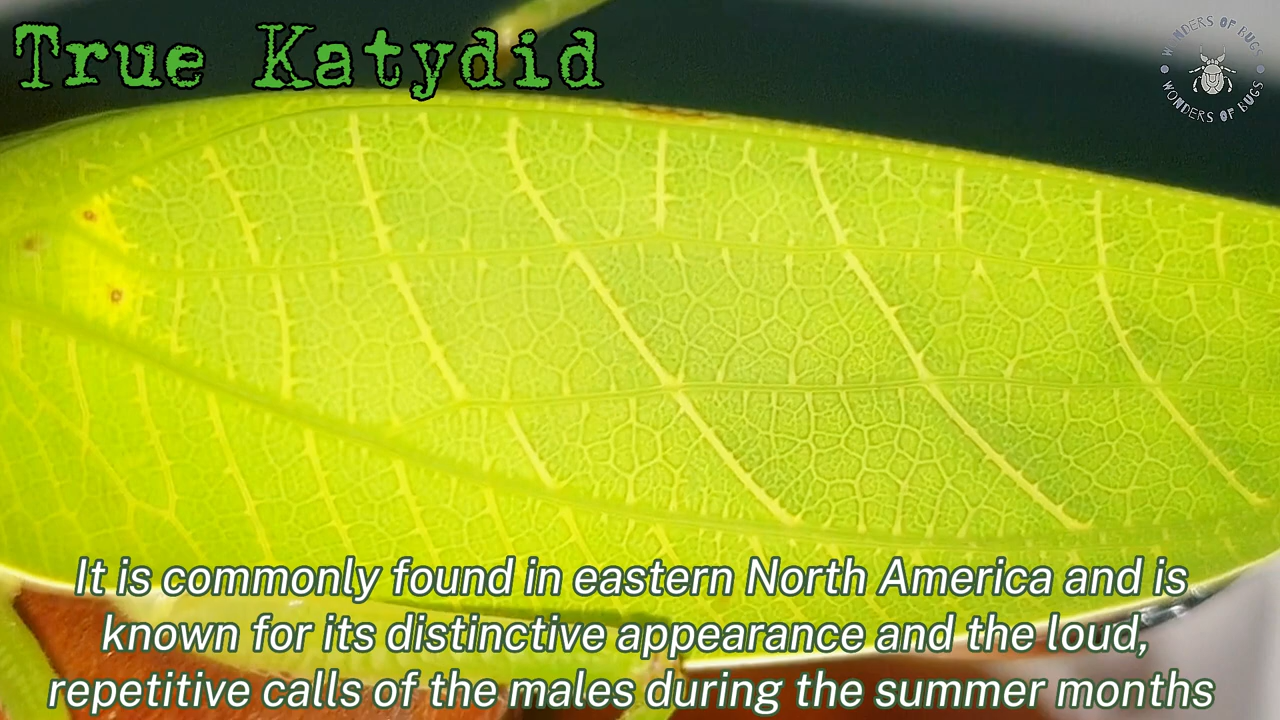 True Katydid
WONDERS OF BUGS
WONDERS OF BUGS
It is commonly found in eastern North America and is
known for its distinctive appearance and the loud,
repetitive calls of the males during the summer months